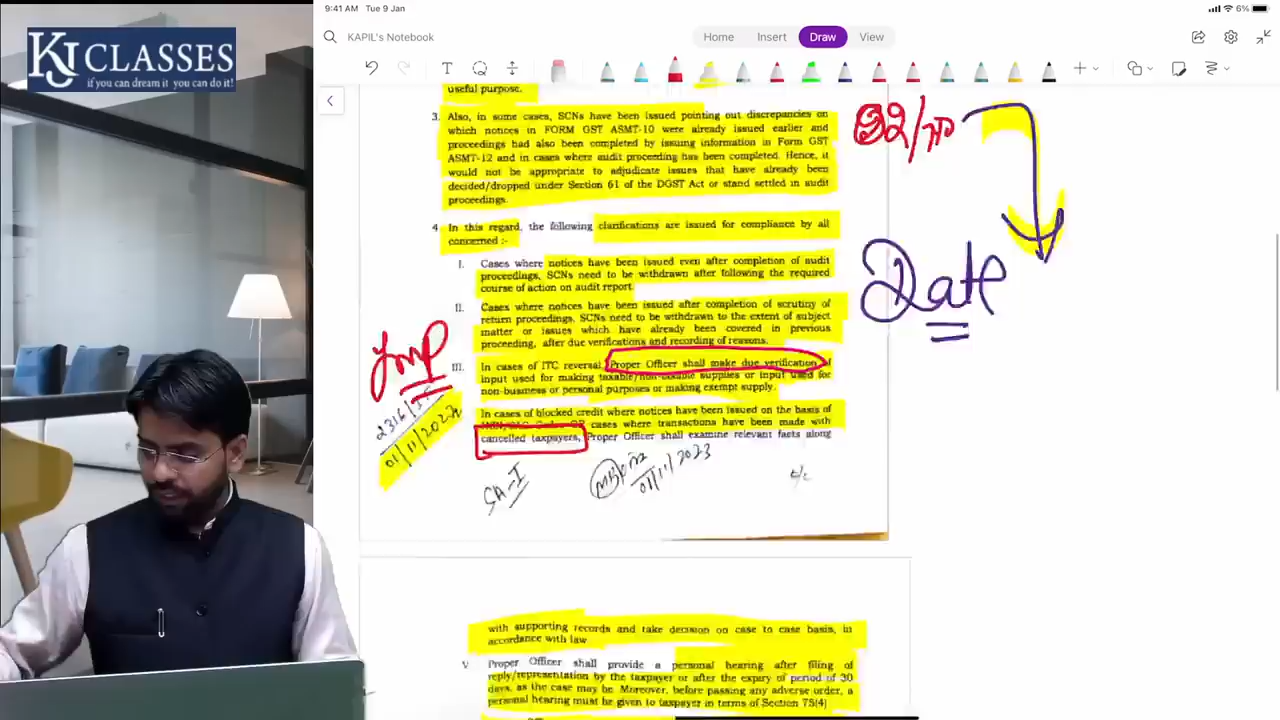 9:41 AM Tue 9 Jan
6%
KJ CLASSES
if you can dream it you can do it!
KAPIL's Notebook
Home Insert Draw View
useful purpose.
3. Also, in some cases, SCNs have been issued pointing out discrepancies on
which notices in FORM GST ASMT-10 were already issued earlier and
proceedings had also been completed by issuing information in Form GST
ASMT-12 and in cases where audit proceeding has been completed. Hence, it
would not be appropriate to adjudicate issues that have already been
decided/dropped under Section 61 of the DGST Act or stand settled in audit
proceedings.
4. In this regard, the following clarifications are issued for compliance by all
concerned :-
I. Cases where notices have been issued even after completion of audit
proceedings, SCNs need to be withdrawn after following the required
course of action on audit report.
II. Cases where notices have been issued after completion of scrutiny of
return proceedings, SCNs need to be withdrawn to the extent of subject
matter or issues which have already been covered in previous
proceeding, after due verifications and recording of reasons.
III. In cases of ITC reversal, Proper Officer shall make due verification of
input used for making taxable/non-taxable supplies or input used for
non-business or personal purposes or making exempt supply.
In cases of blocked credit where notices have been issued on the basis of
cases where transactions have been made with
cancelled taxpayers, Proper Officer shall examine relevant facts along
Imp
01/11/2023
01/11/2023
Date
with supporting records and take decision on case to case basis, in
accordance with law
V Proper Officer shall provide a personal hearing after filing of
reply/representation by the taxpayer or after the expiry of period of 30
days, as the case may be. Moreover, before passing any adverse order, a
personal hearing must be given to taxpayer in terms of Section 75(4)